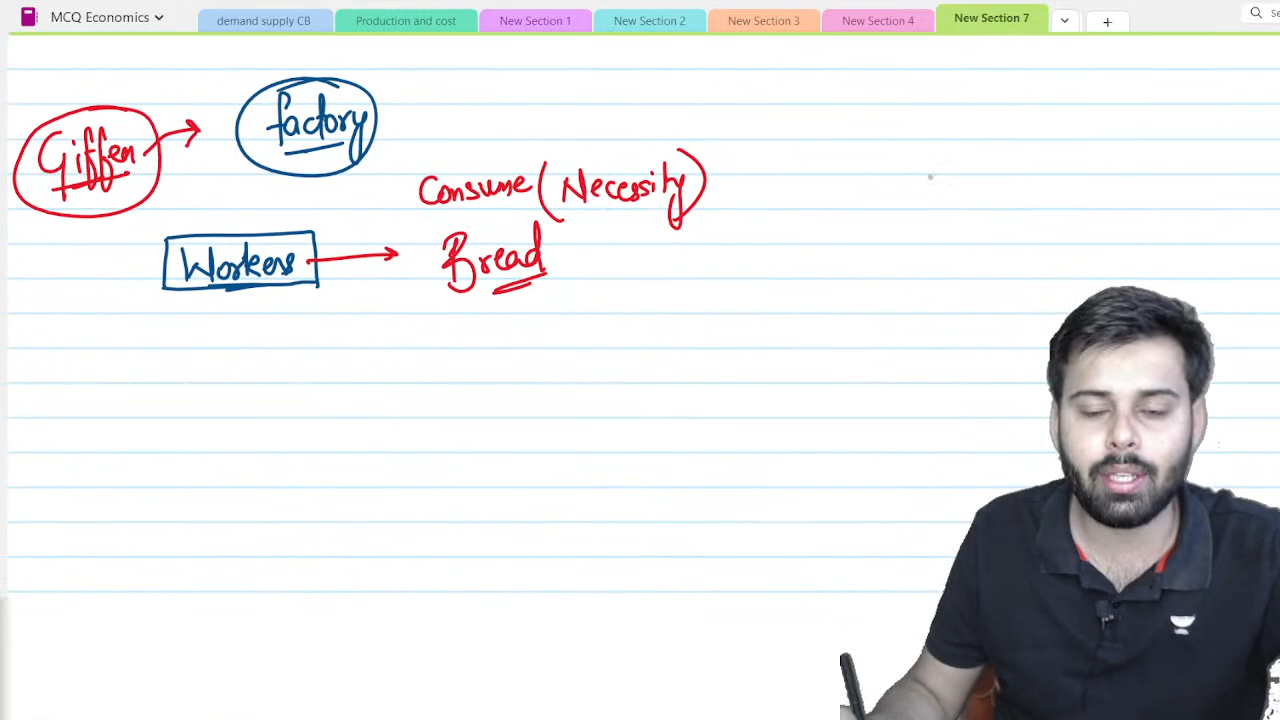 MCQ Economics
demand supply CB
Production and cost
New Section 1
New Section 2
New Section 3
New Section 4
New Section 7
Giffen
factory
Consume (Necessity)
Workers
Bread